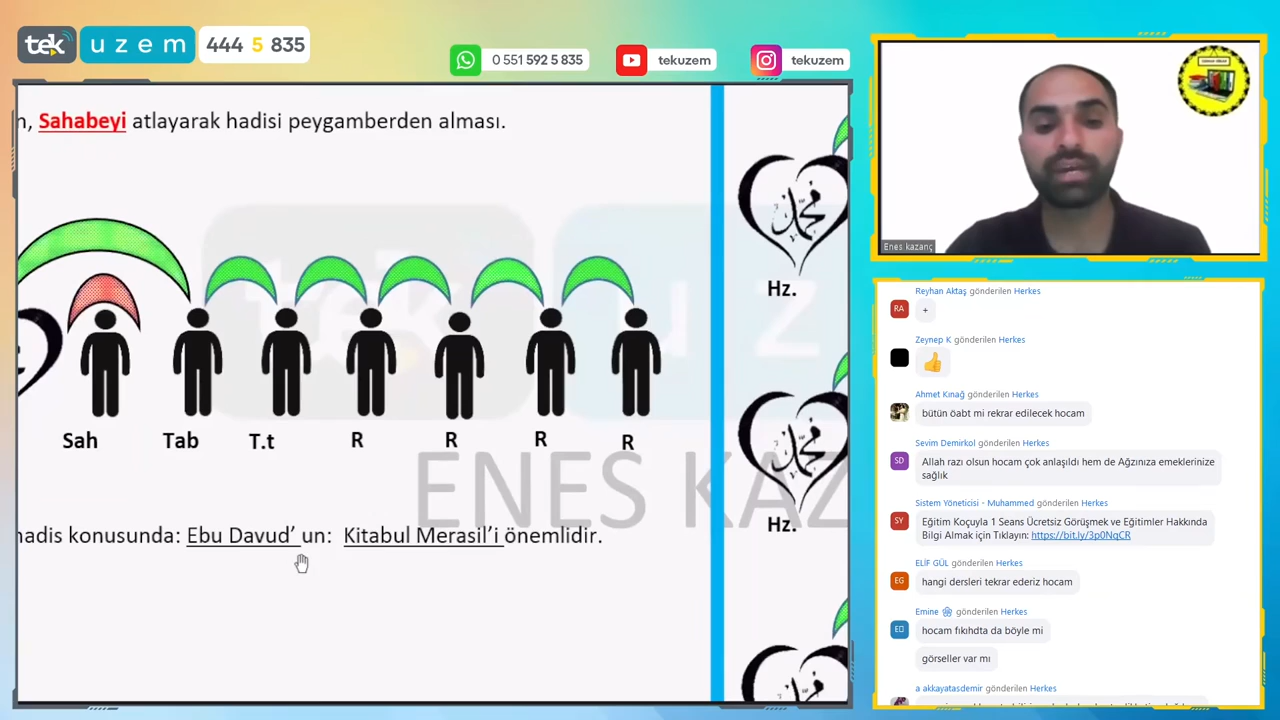 tek uzem 444 5 835
0 551 592 5 835
tekuzem
tekuzem
Sahabeyi atlayarak hadisi peygamberden alması.
Hz.
Sah Tab T.t R R R R
ENES KAZ
Hz.
hadis konusunda: Ebu Davud’ un: Kitabul Merasil’i önemlidir.
Enes kazanç
Reyhan Aktaş gönderilen Herkes
RA
+
Zeynep K gönderilen Herkes
Ahmet Kınağ gönderilen Herkes
bütün öabt mi rekrar edilecek hocam
Sevim Demirkol gönderilen Herkes
SD
Allah razı olsun hocam çok anlaşıldı hem de Ağzınıza emeklerinize
sağlık
Sistem Yöneticisi - Muhammed gönderilen Herkes
SY
Eğitim Koçuyla 1 Seans Ücretsiz Görüşmek ve Eğitimler Hakkında
Bilgi Almak için Tıklayın: https://bit.ly/3p0NqCR
ELİF GÜL gönderilen Herkes
EG
hangi dersleri tekrar ederiz hocam
Emine gönderilen Herkes
hocam fıkıhdta da böyle mi
görseller var mı
a akkayatasdemir gönderilen Herkes